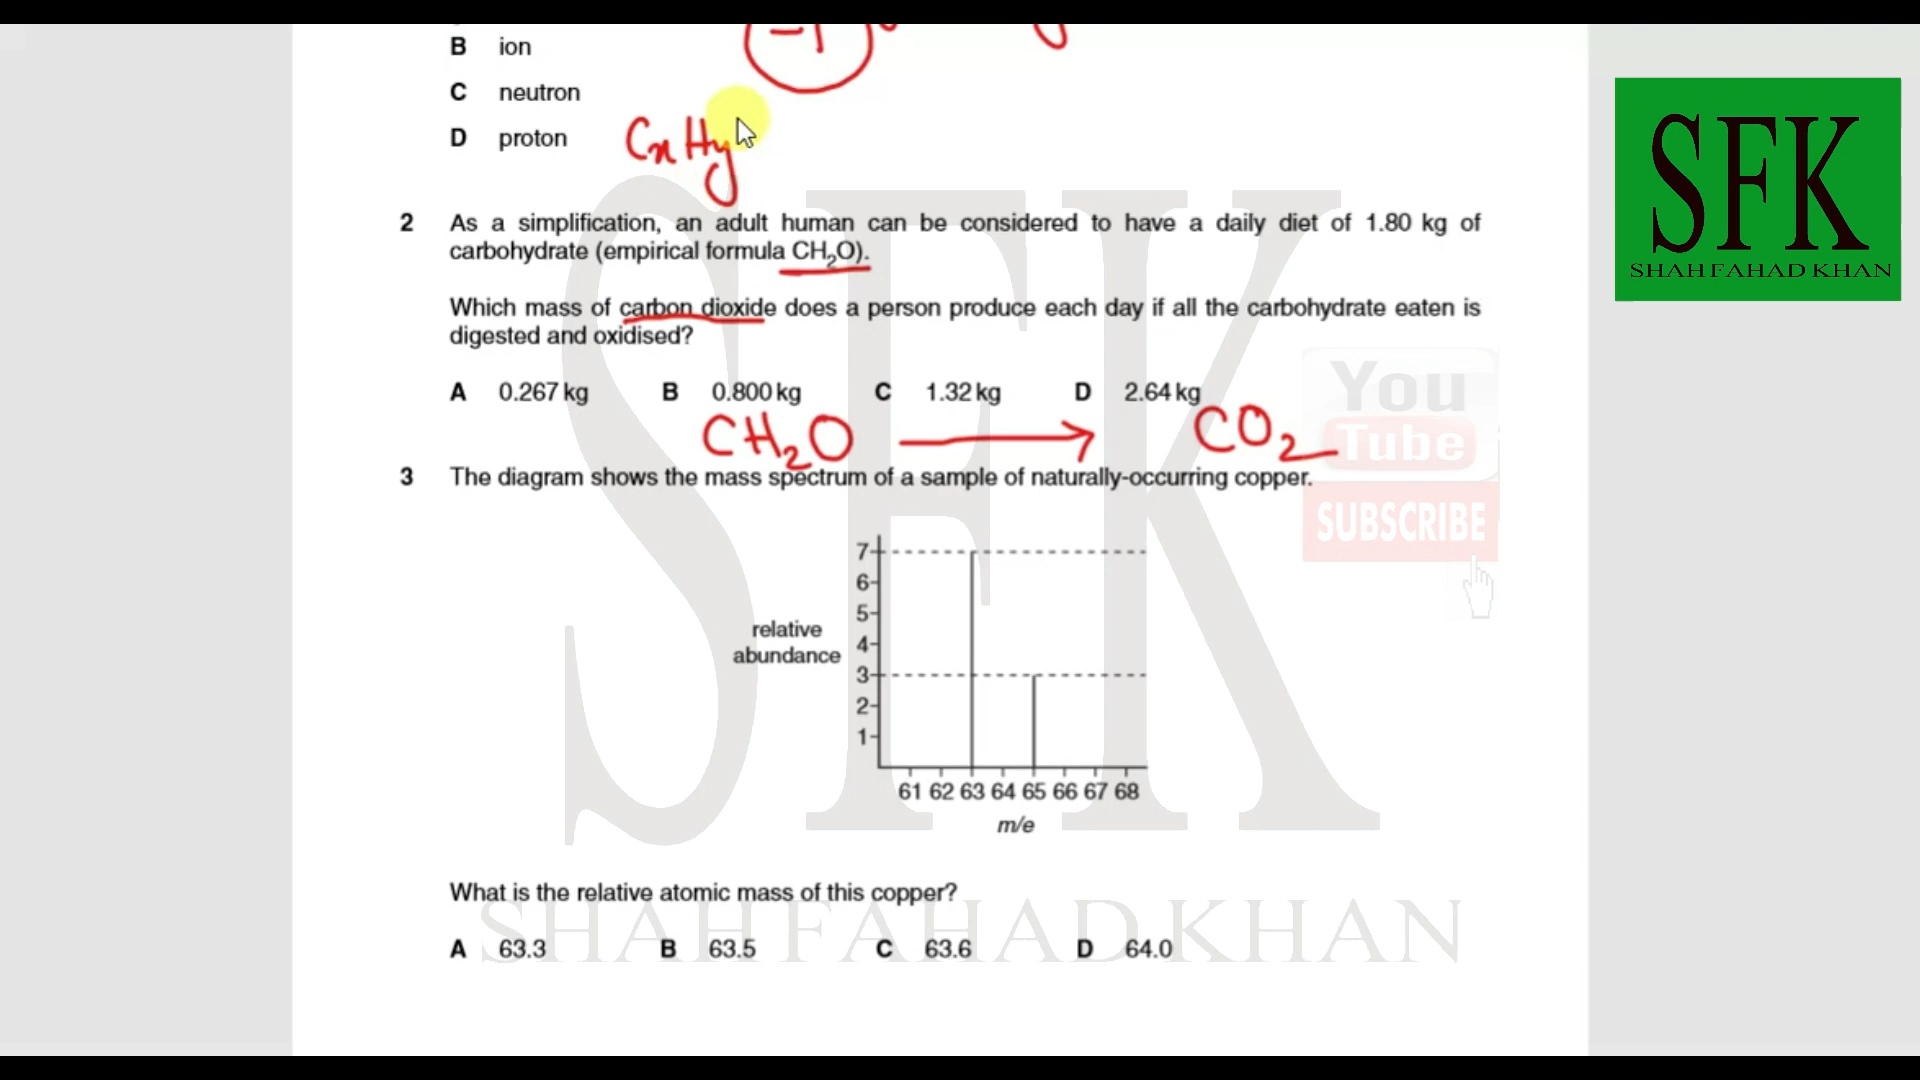 -1
B ion
C neutron
D proton
CxHy
2 As a simplification, an adult human can be considered to have a daily diet of 1.80 kg of
carbohydrate (empirical formula CH₂O).
Which mass of carbon dioxide does a person produce each day if all the carbohydrate eaten is
digested and oxidised?
A 0.267 kg B 0.800 kg C 1.32 kg D 2.64 kg
CH₂O → CO₂
3 The diagram shows the mass spectrum of a sample of naturally-occurring copper.
7
6
5
relative
abundance
4
3
2
1
61 62 63 64 65 66 67 68
m/e
What is the relative atomic mass of this copper?
A 63.3 B 63.5 C 63.6 D 64.0
SFK
SHAH FAHAD KHAN
You
Tube
SUBSCRIBE
SFK
SHAH FAHAD KHAN